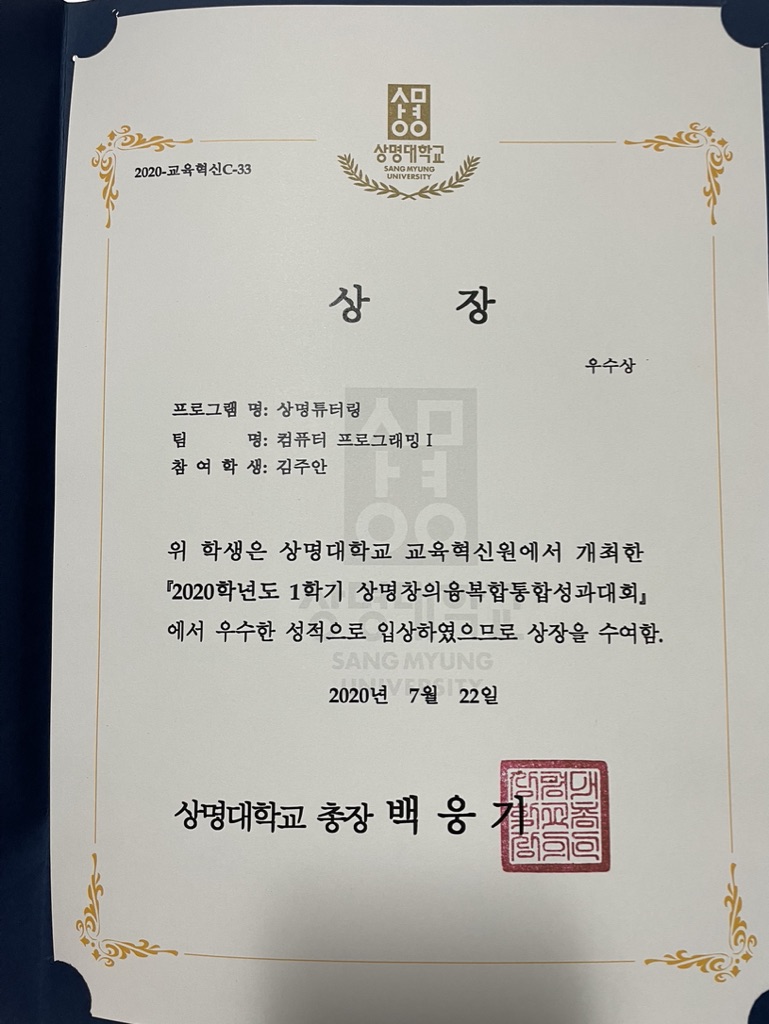 상명
상명대학교
SANG MYUNG
UNIVERSITY
2020-교육혁신C-33
상 장
우수상
프로그램 명: 상명튜터링
팀 명: 컴퓨터 프로그래밍 I
참 여 학 생: 김주안
위 학생은 상명대학교 교육혁신원에서 개최한
『2020학년도 1학기 상명창의융복합통합성과대회』
에서 우수한 성적으로 입상하였으므로 상장을 수여함.
상명대학교
SANG MYUNG
UNIVERSITY
2020년 7월 22일
상명대학교 총장 백 웅 기